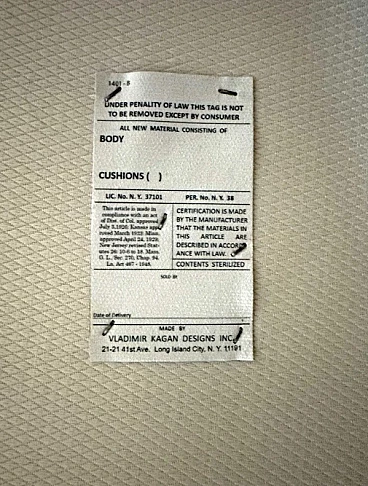 1401-B
UNDER PENALITY OF LAW THIS TAG IS NOT
TO BE REMOVED EXCEPT BY CONSUMER
ALL NEW MATERIAL CONSISTING OF
BODY
CUSHIONS ( )
LIC. No. N. Y. 37101
PER. No. N. Y. 38
This article is made in
compliance with an act
of Dist. of Col. approved
July 3,1926; Kansas app
roved March 1923; Minn.
approved April 24, 1929;
New Jersey revised Stat-
utes 26: 10-6 to 18. Mass.
G. L., Sec. 270, Chap. 94.
La. Act 467 - 1948.
CERTIFICATION IS MADE
BY THE MANUFACTURER
THAT THE MATERIALS IN
THIS ARTICLE ARE
DESCRIBED IN ACCORD-
ANCE WITH LAW.
CONTENTS STERILIZED
SOLD BY
Date of Delivery
MADE BY
VLADIMIR KAGAN DESIGNS INC.
21-21 41st Ave. Long Island City, N. Y. 11101